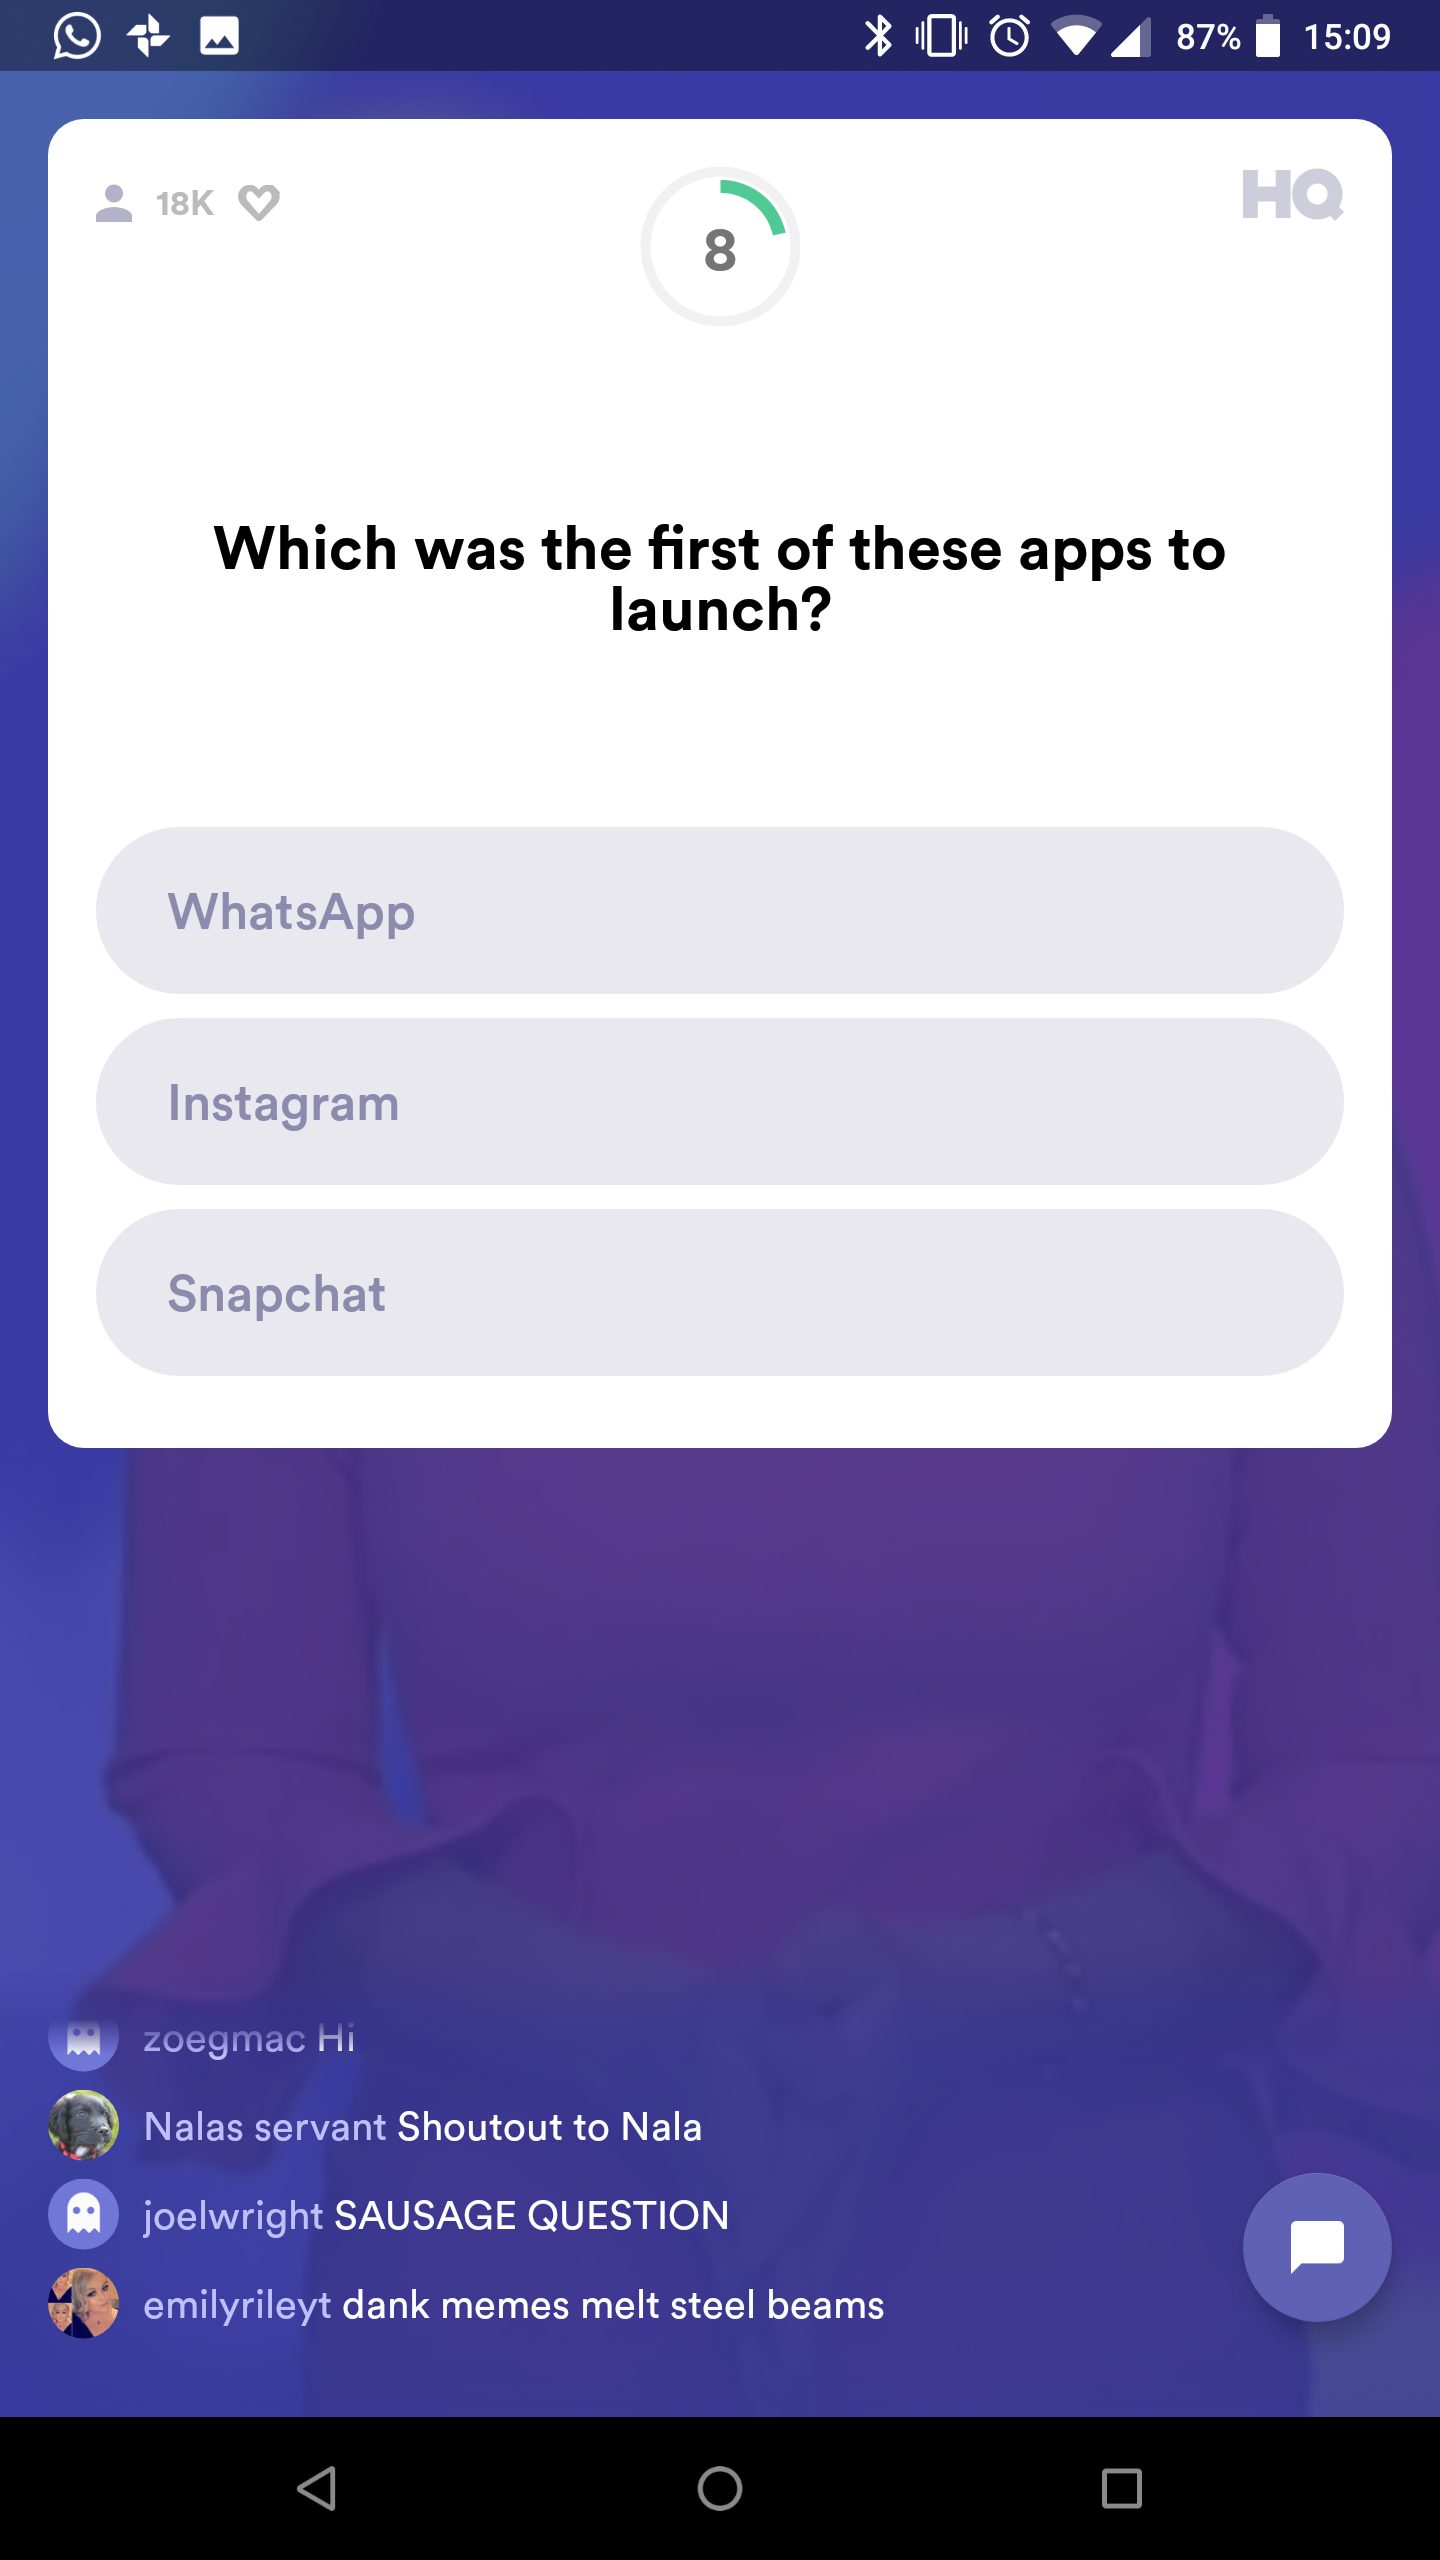 87% 15:09
18K
8
HQ
Which was the first of these apps to
launch?
WhatsApp
Instagram
Snapchat
zoegmac Hi
Nalas servant Shoutout to Nala
joelwright SAUSAGE QUESTION
emilyrileyt dank memes melt steel beams